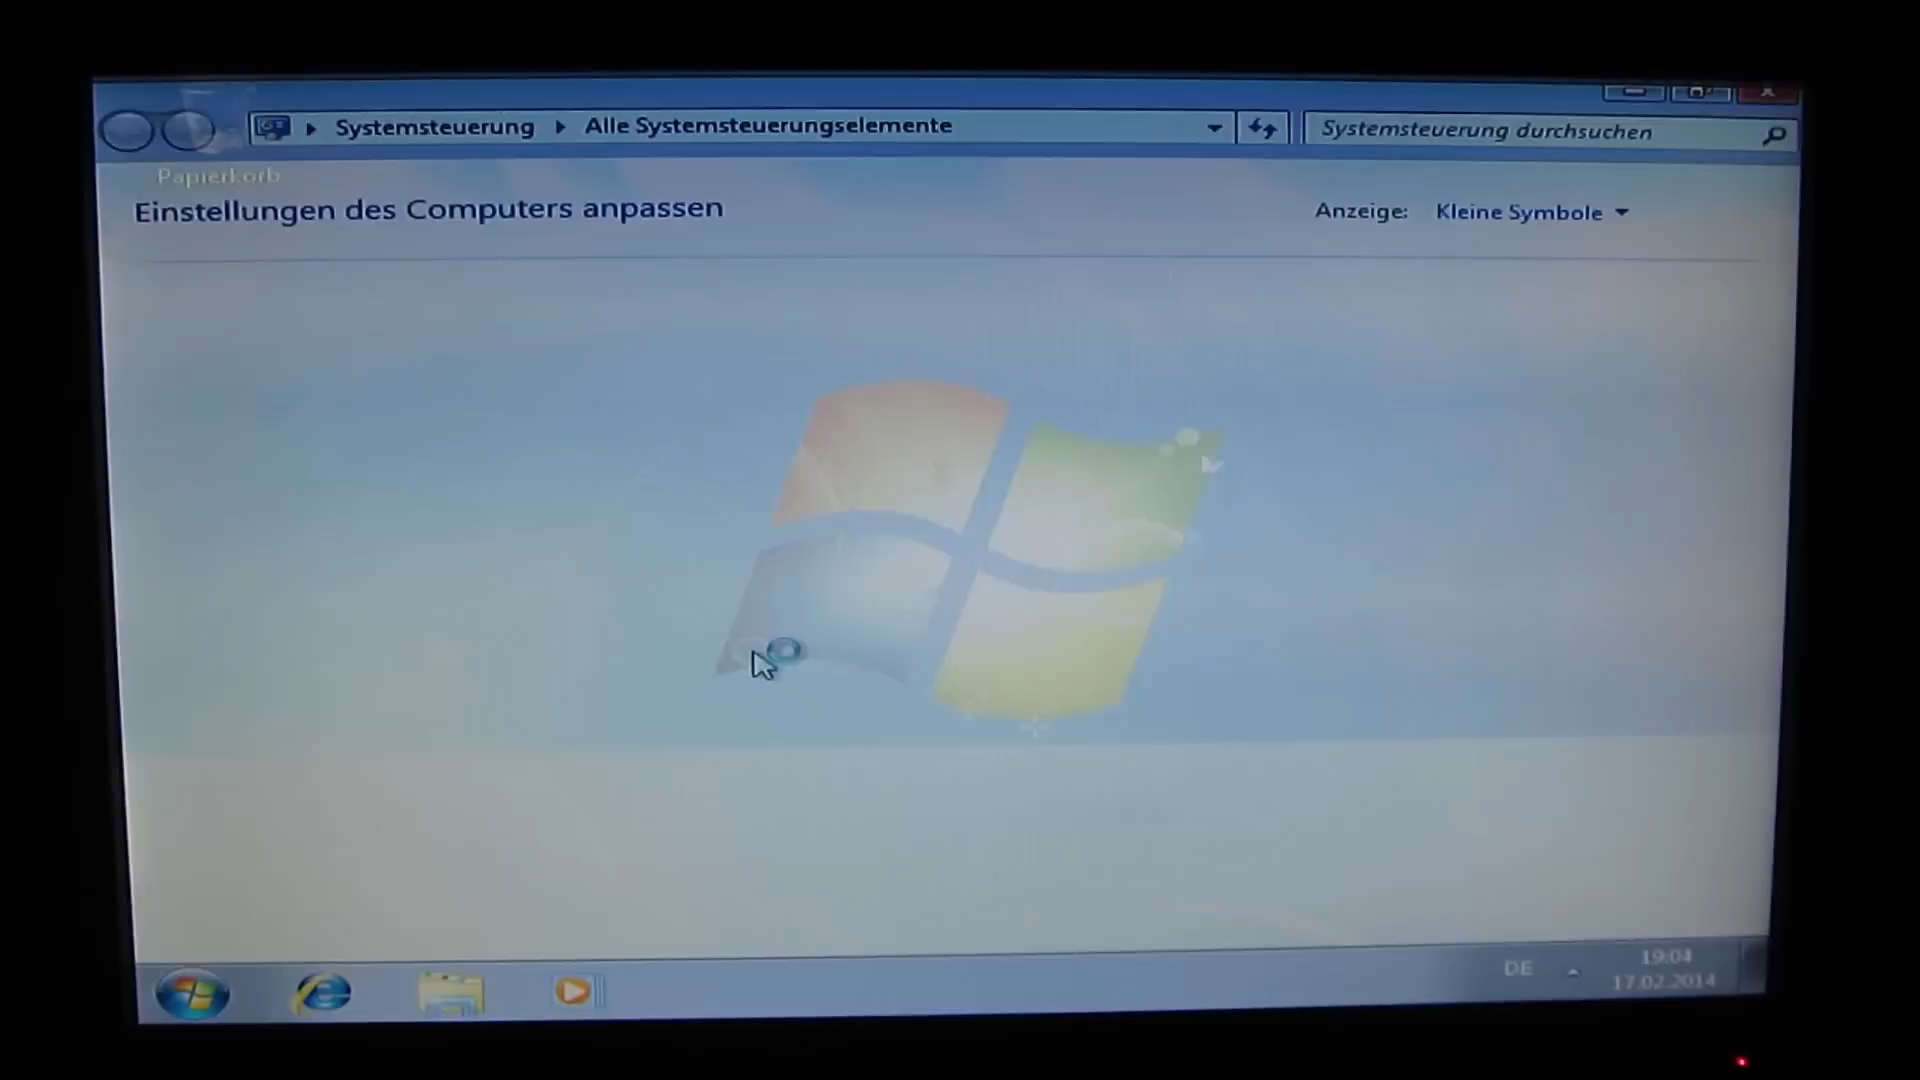 Systemsteuerung Alle Systemsteuerungselemente
Systemsteuerung durchsuchen
Papierkorb
Einstellungen des Computers anpassen
Anzeige: Kleine Symbole
DE
19:04
17.02.2014